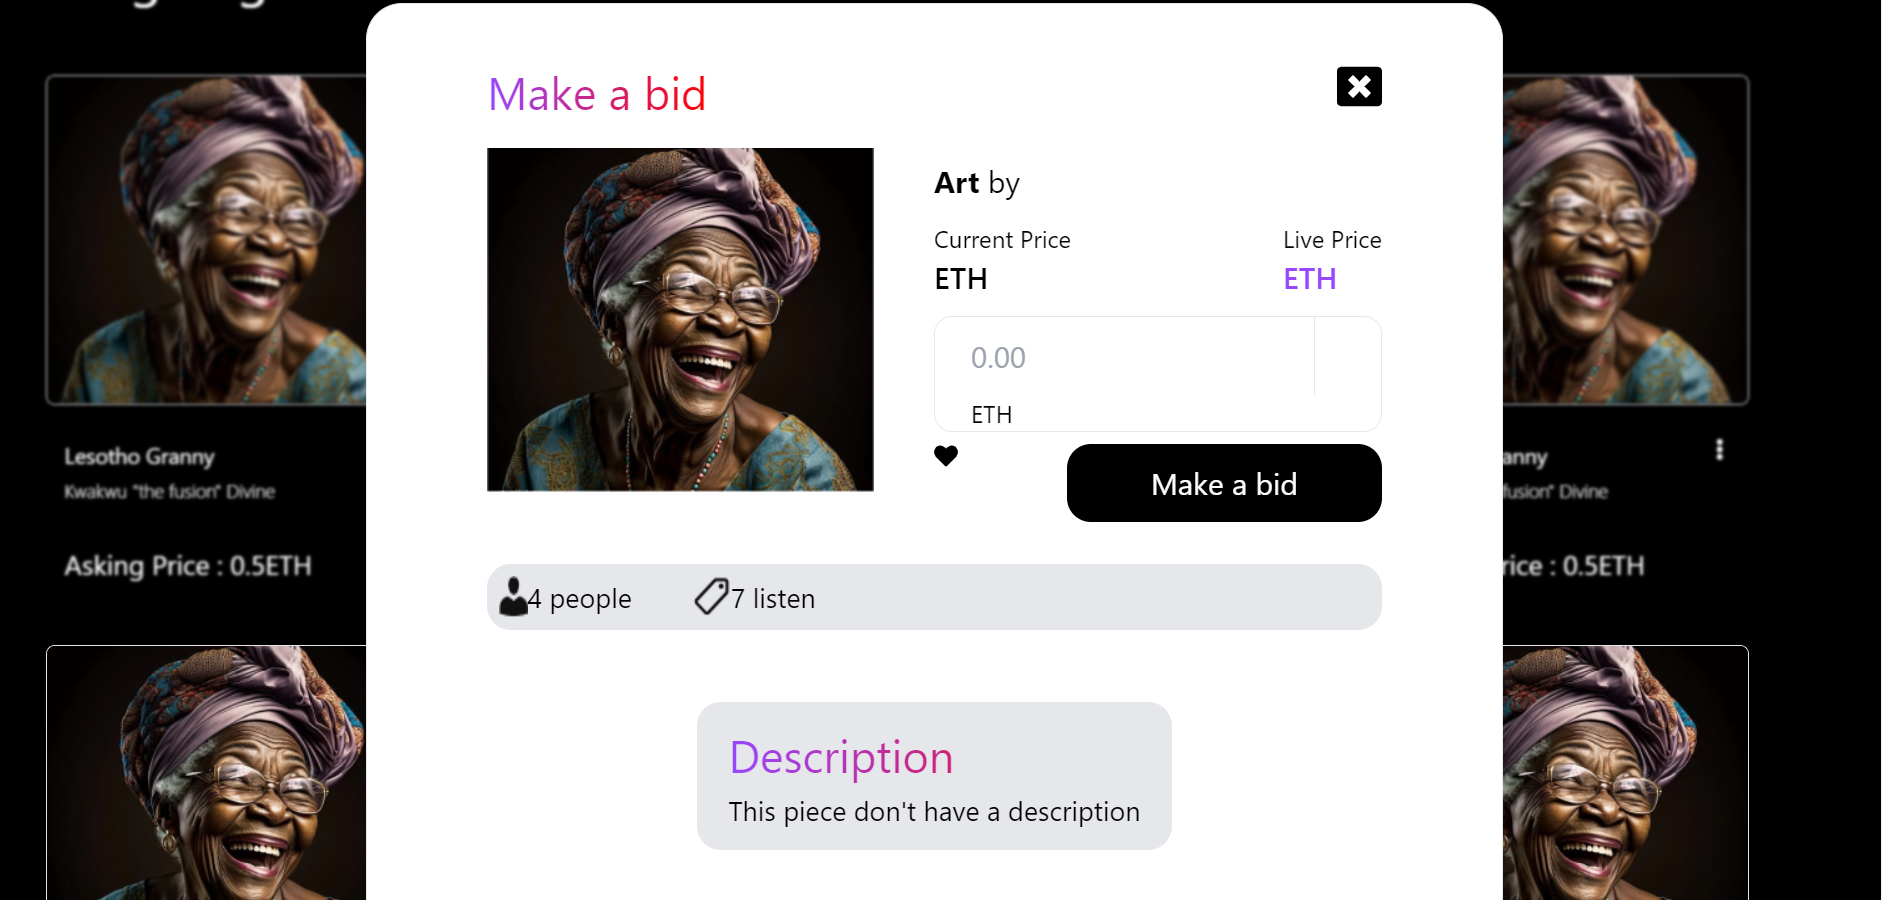 Make a bid
Art by
Current Price
Live Price
ETH
ETH
0.00
ETH
Make a bid
4 people
7 listen
Description
This piece don't have a description
Lesotho Granny
Kwakwu "the fusion" Divine
Asking Price : 0.5ETH
anny
fusion" Divine
rice : 0.5ETH